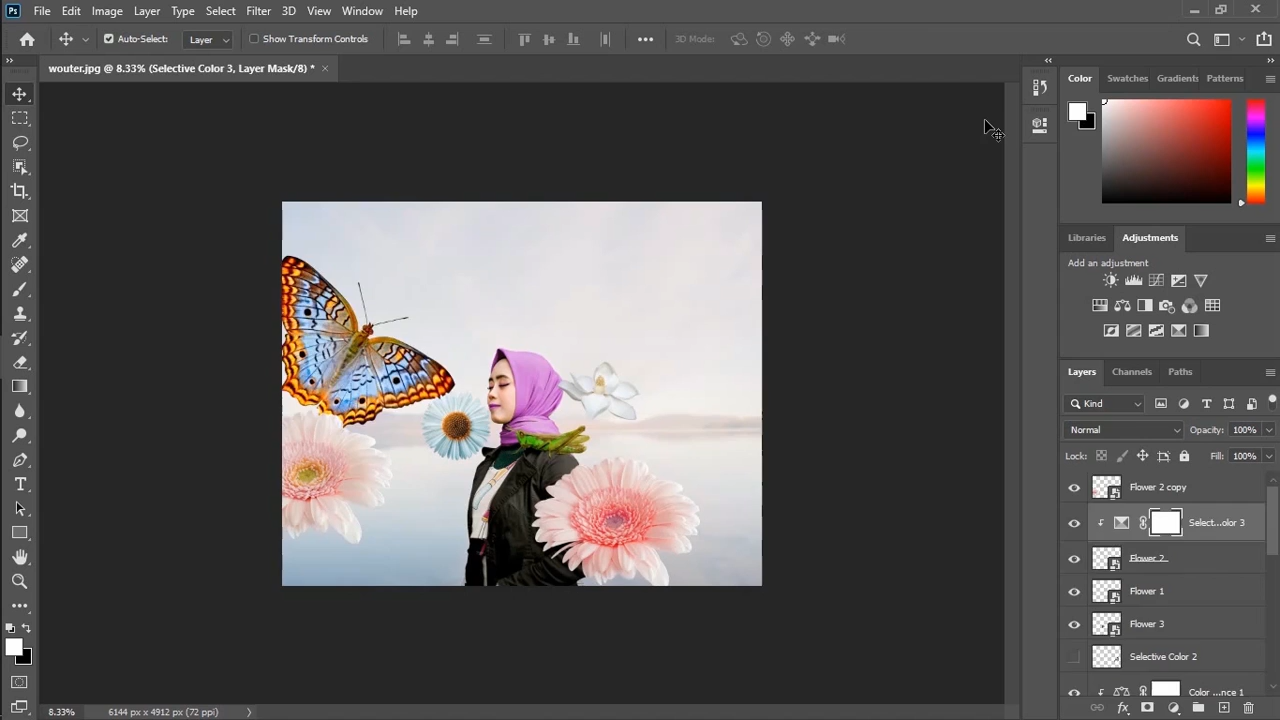 Ps File Edit Image Layer Type Select Filter 3D View Window Help
Auto-Select: Layer Show Transform Controls 3D Mode:
wouter.jpg @ 8.33% (Selective Color 3, Layer Mask/8) *
Color Swatches Gradients Patterns
Libraries Adjustments
Add an adjustment
Layers Channels Paths
Kind
Normal Opacity: 100%
Lock: Fill: 100%
Flower 2 copy
Select...olor 3
Flower 2
Flower 1
Flower 3
Selective Color 2
Color ...nce 1
8.33% 6144 px x 4912 px (72 ppi)